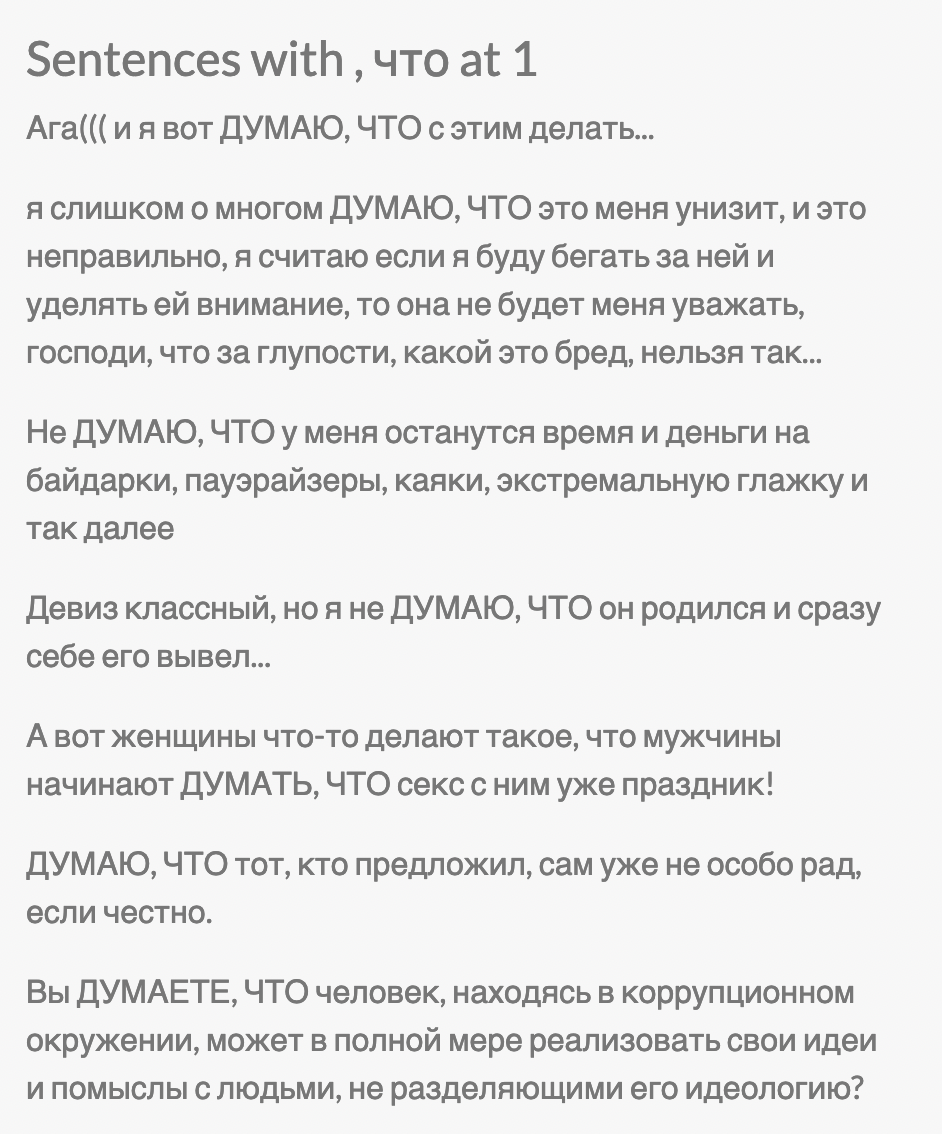 Sentences with , что at 1
Ага((( и я вот ДУМАЮ, ЧТО с этим делать...
я слишком о многом ДУМАЮ, ЧТО это меня унизит, и это
неправильно, я считаю если я буду бегать за ней и
уделять ей внимание, то она не будет меня уважать,
господи, что за глупости, какой это бред, нельзя так...
Не ДУМАЮ, ЧТО у меня останутся время и деньги на
байдарки, пауэрайзеры, каяки, экстремальную глажку и
так далее
Девиз классный, но я не ДУМАЮ, ЧТО он родился и сразу
себе его вывел...
А вот женщины что-то делают такое, что мужчины
начинают ДУМАТЬ, ЧТО секс с ним уже праздник!
ДУМАЮ, ЧТО тот, кто предложил, сам уже не особо рад,
если честно.
Вы ДУМАЕТЕ, ЧТО человек, находясь в коррупционном
окружении, может в полной мере реализовать свои идеи
и помыслы с людьми, не разделяющими его идеологию?